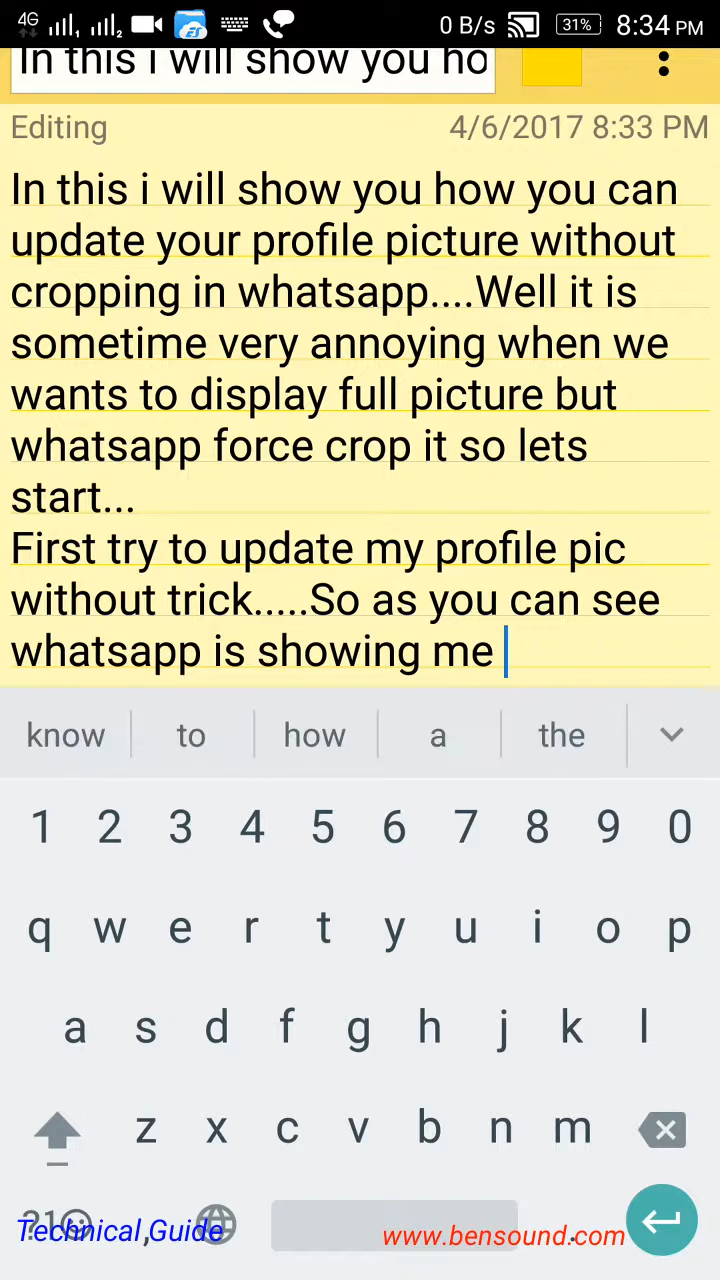 4G 1 2 0 B/s 31% 8:34 PM
In this i will show you ho
Editing 4/6/2017 8:33 PM
In this i will show you how you can
update your profile picture without
cropping in whatsapp....Well it is
sometime very annoying when we
wants to display full picture but
whatsapp force crop it so lets
start...
First try to update my profile pic
without trick.....So as you can see
whatsapp is showing me
know to how a the
1 2 3 4 5 6 7 8 9 0
q w e r t y u i o p
a s d f g h j k l
z x c v b n m
?1 , .
Technical Guide www.bensound.com